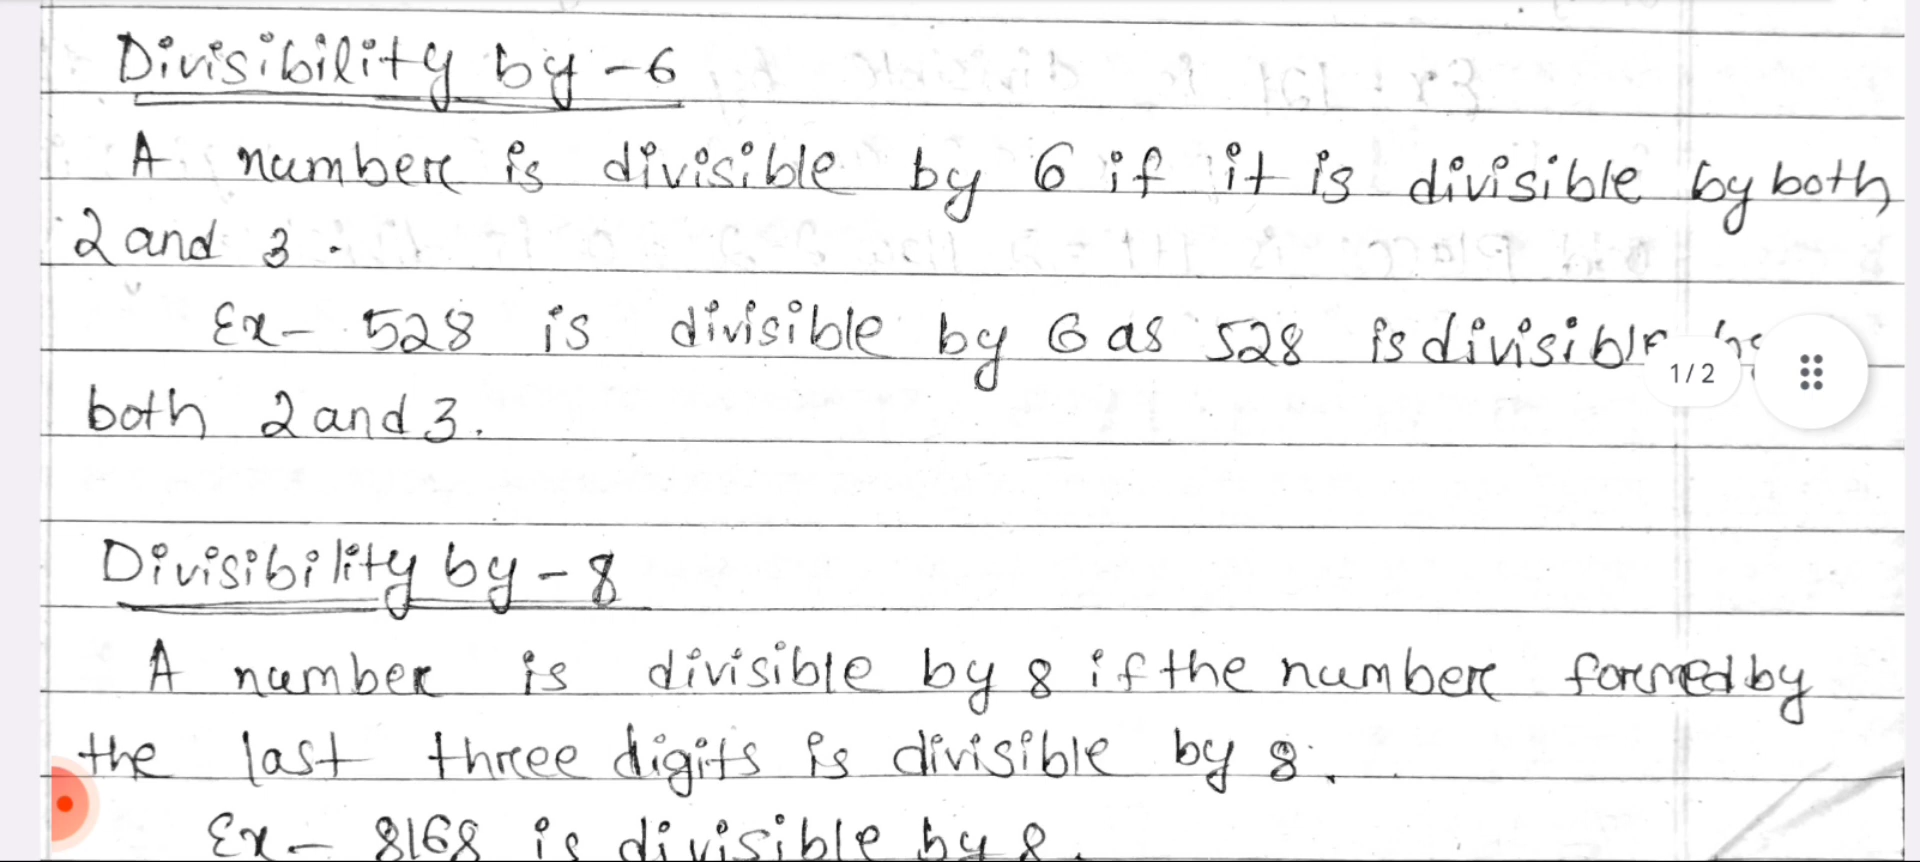 Divisibility by -6
A number is divisible by 6 if it is divisible by both
2 and 3.
Ex- 528 is divisible by 6 as 528 is divisible
1/2
both 2 and 3.
Divisibility by - 8
A number is divisible by 8 if the number formed by
the last three digits is divisible by 8.
Ex- 8168 is divisible by 8.